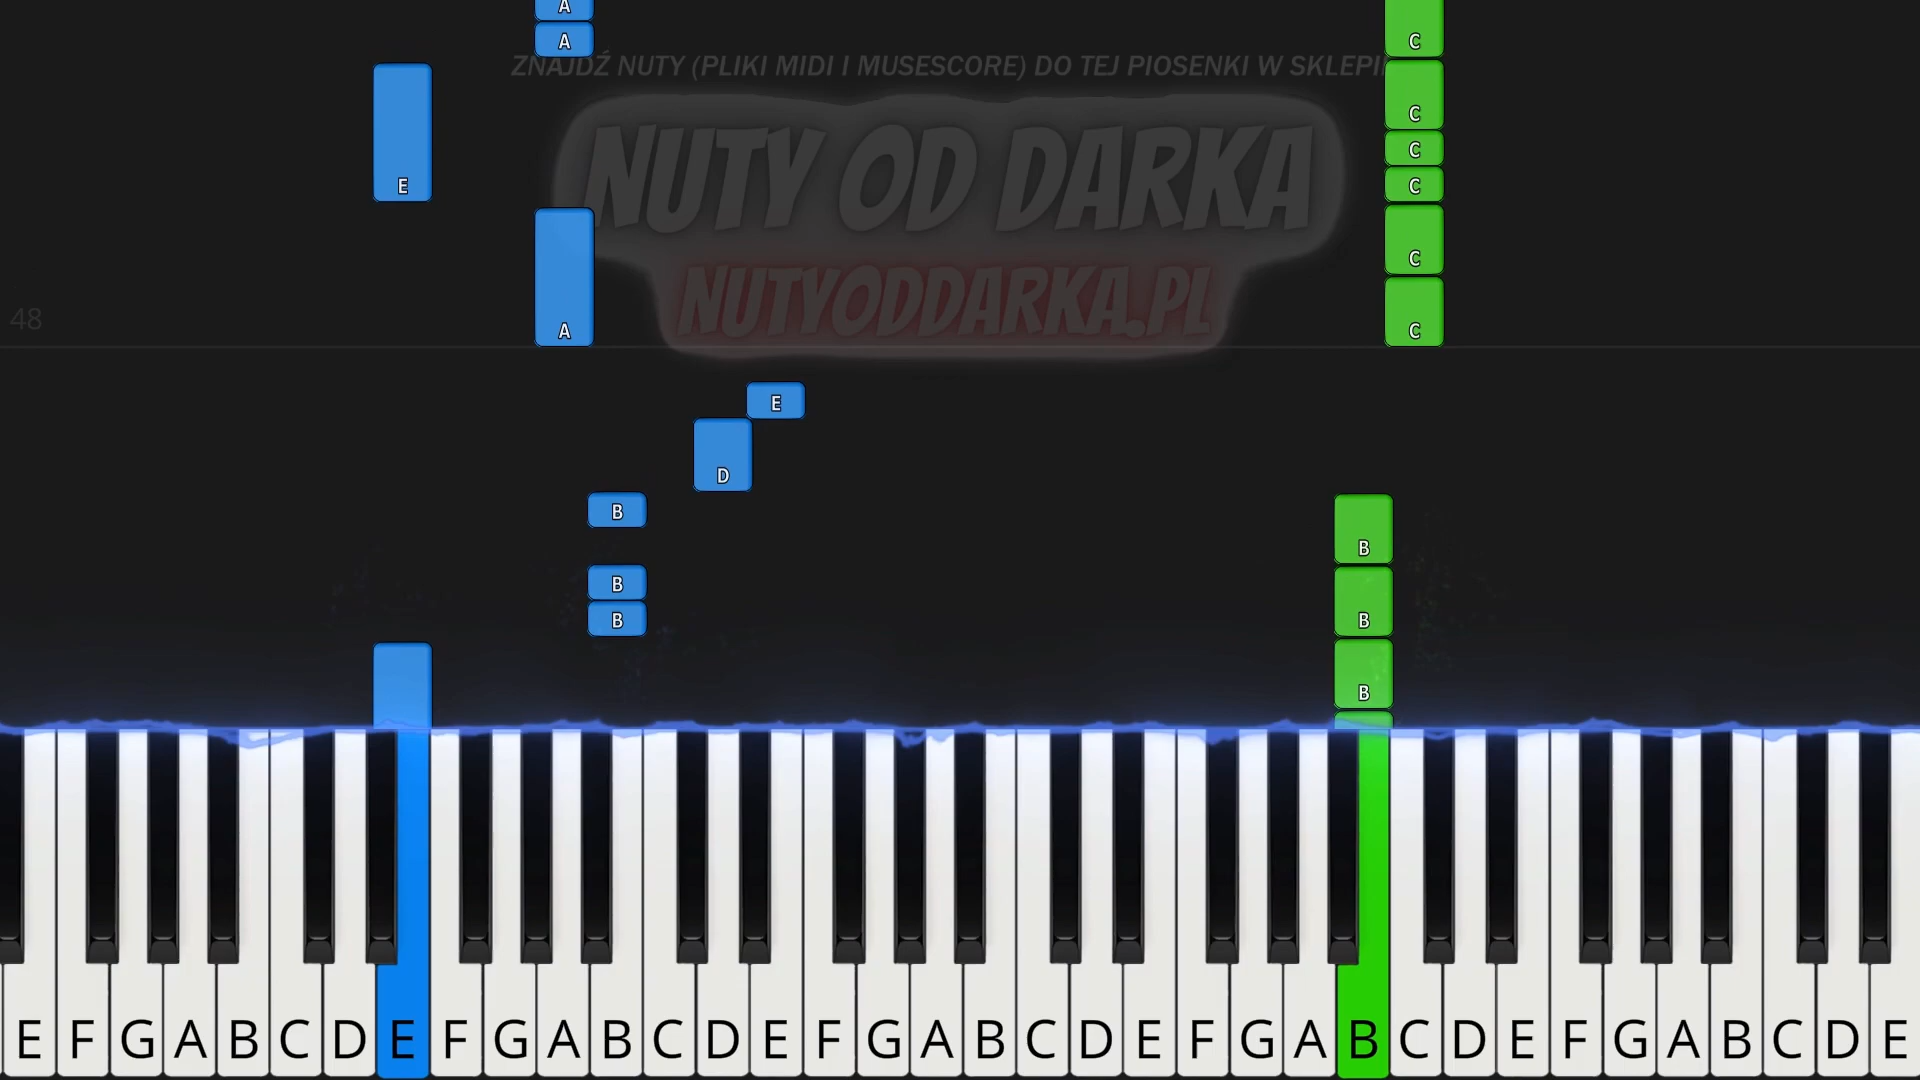 A
A
C
ZNAJDŹ NUTY (PLIKI MIDI I MUSESCORE) DO TEJ PIOSENKI W SKLEPI
C
NUTY OD DARKA
C
E
C
C
NUTYODDARKA.PL
48
A
C
E
D
B
B
B
B
B
B
E F G A B C D E F G A B C D E F G A B C D E F G A B C D E F G A B C D E